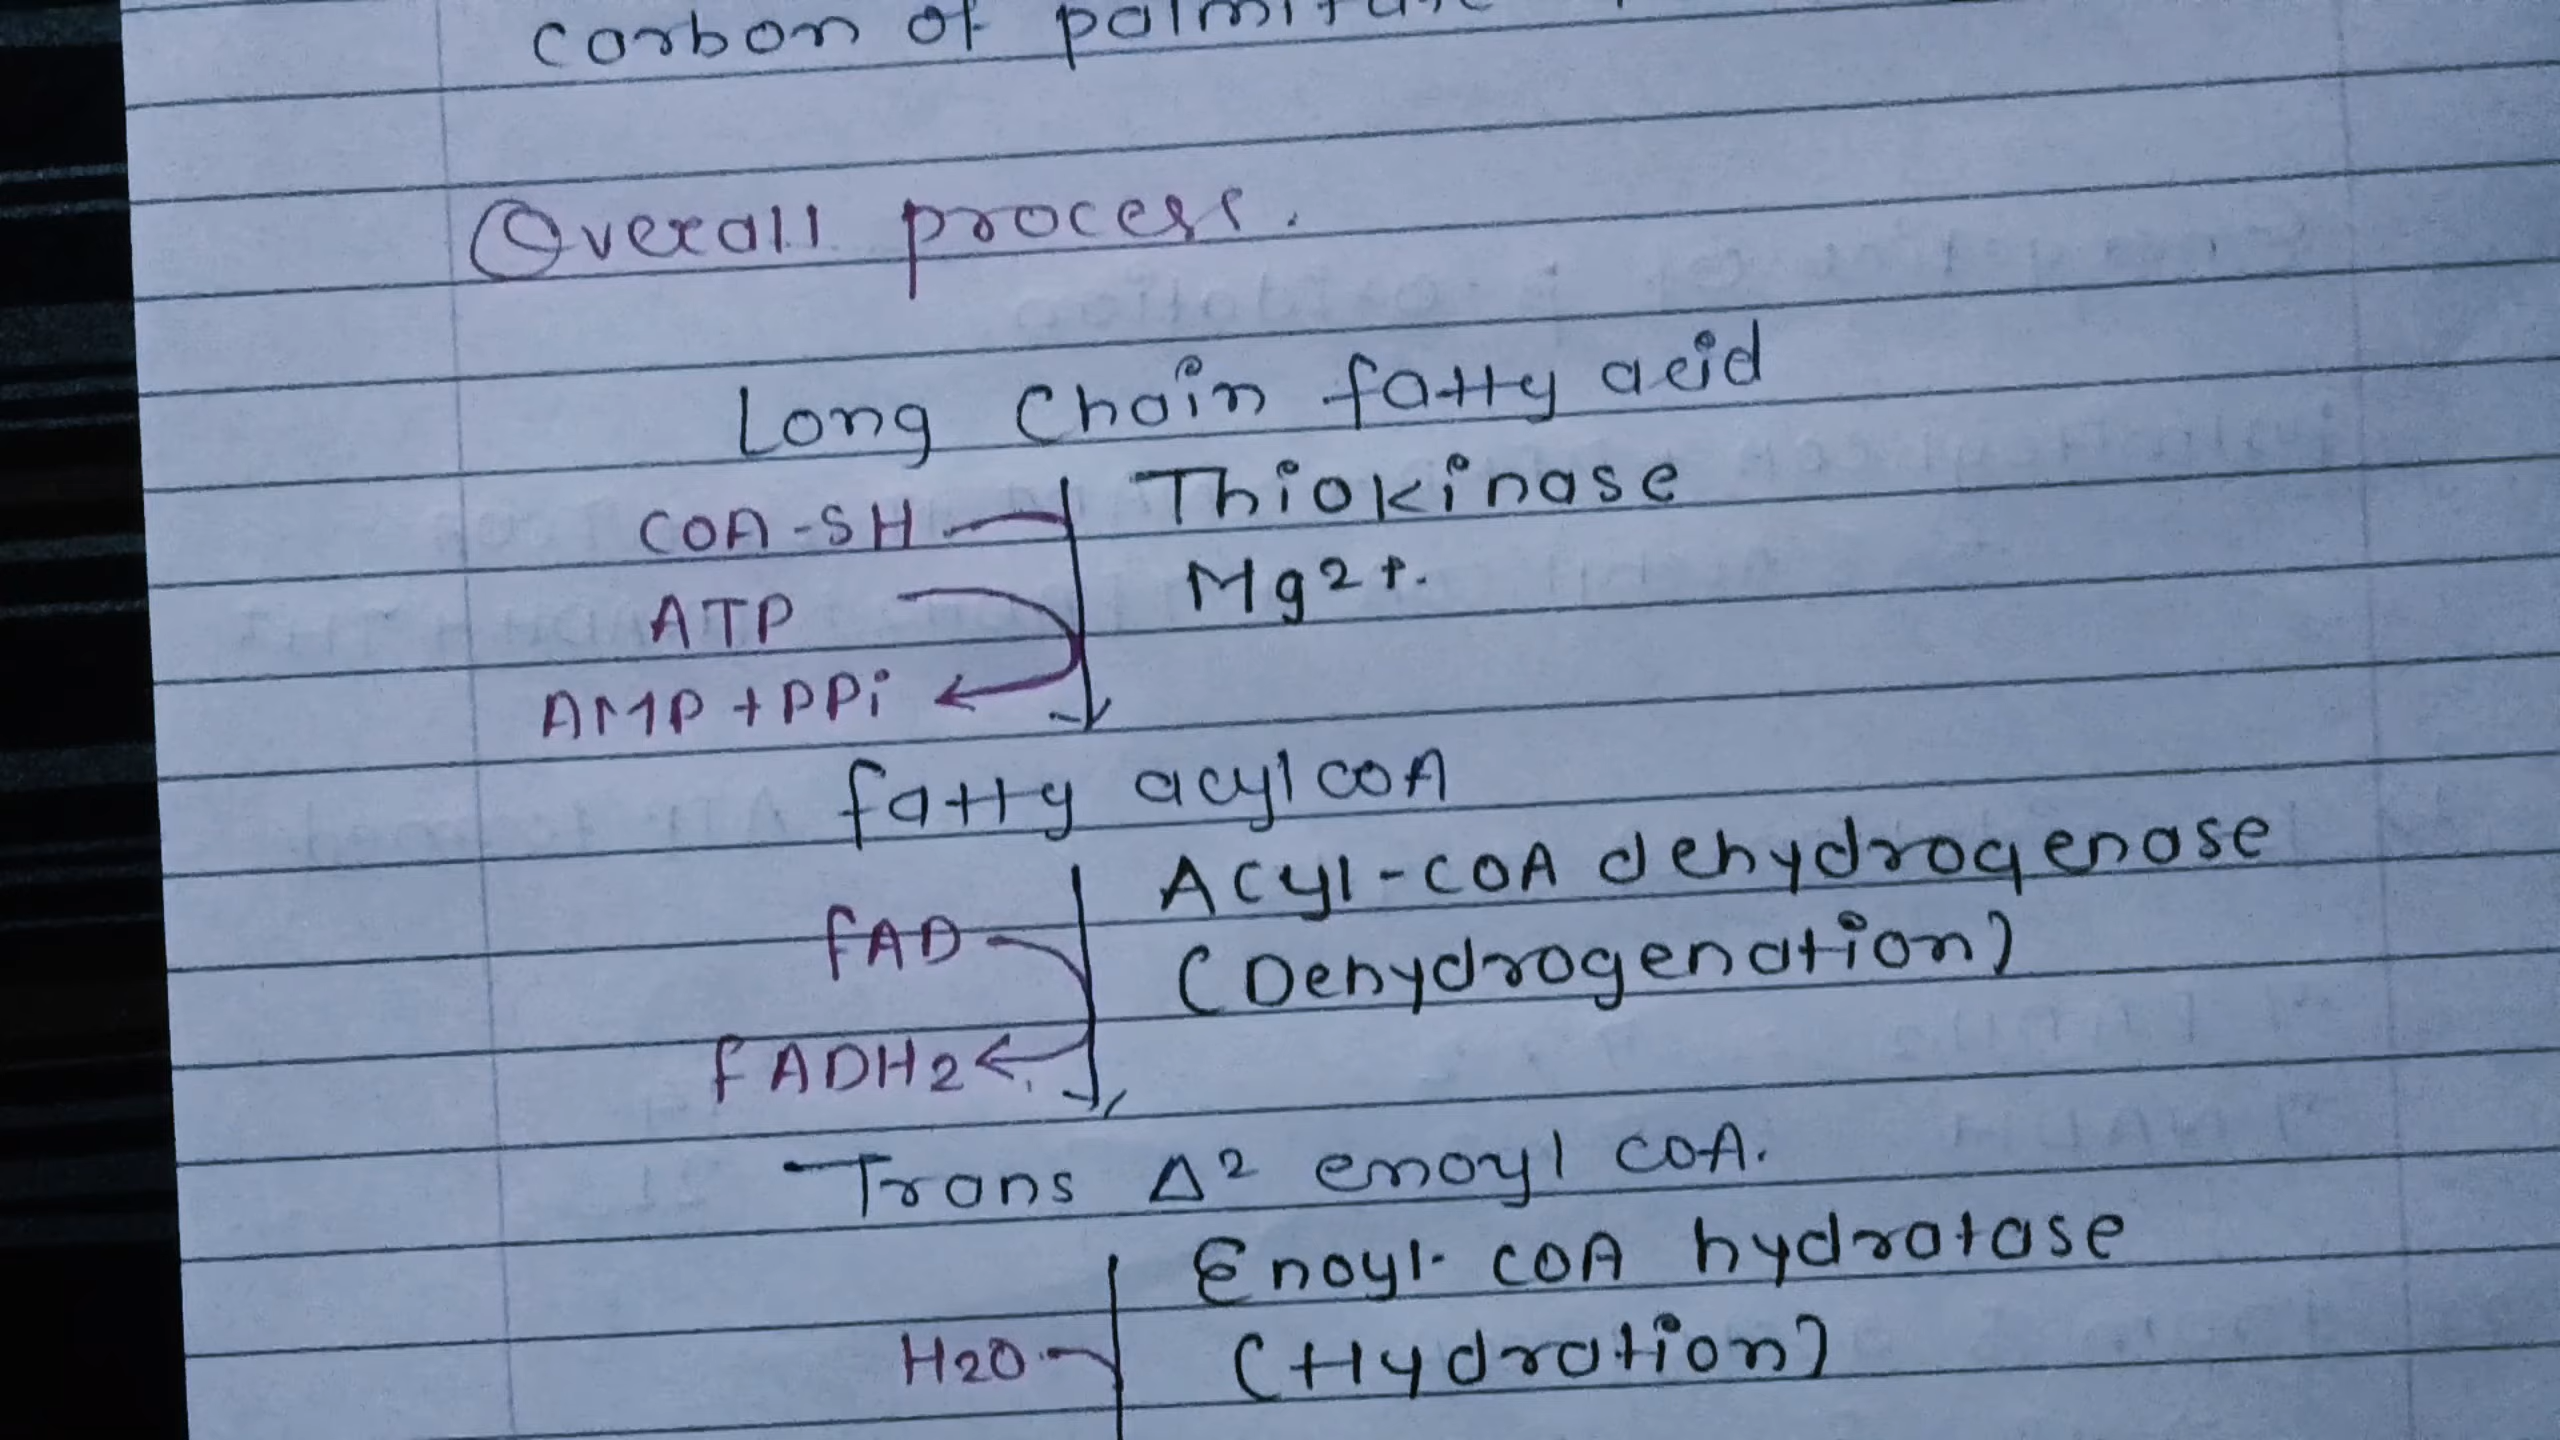 carbon of palmitate
Overall process.
Long Chain fatty acid
COA-SH Thiokinase
ATP Mg2+.
AMP+PPi
fatty acyl coA
Acyl-COA dehydrogenase
fAD (Dehydrogenation)
fADH2
Trans Δ² enoyl COA.
Enoyl-COA hydratase
H2O (Hydration)